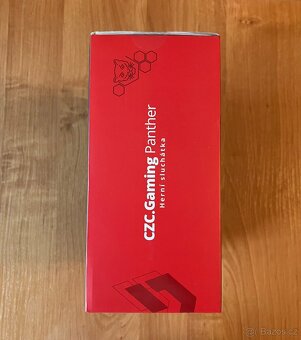 CZC.Gaming Panther
Herní sluchátka
Bazos.cz